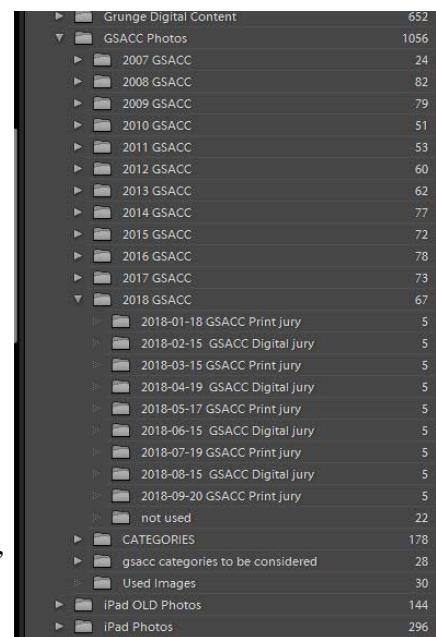 Grunge Digital Content 652
GSACC Photos 1056
2007 GSACC 24
2008 GSACC 82
2009 GSACC 79
2010 GSACC 51
2011 GSACC 53
2012 GSACC 60
2013 GSACC 62
2014 GSACC 77
2015 GSACC 72
2016 GSACC 78
2017 GSACC 73
2018 GSACC 67
2018-01-18 GSACC Print jury 5
2018-02-15  GSACC Digital jury 5
2018-03-15 GSACC Print jury 5
2018-04-19  GSACC Digital jury 5
2018-05-17 GSACC Print jury 5
2018-06-15  GSACC Digital jury 5
2018-07-19 GSACC Print jury 5
2018-08-15  GSACC Digital jury 5
2018-09-20 GSACC Print jury 5
not used 22
, CATEGORIES 178
gsacc categories to be considered 28
Used Images 30
iPad OLD Photos 144
iPad Photos 296